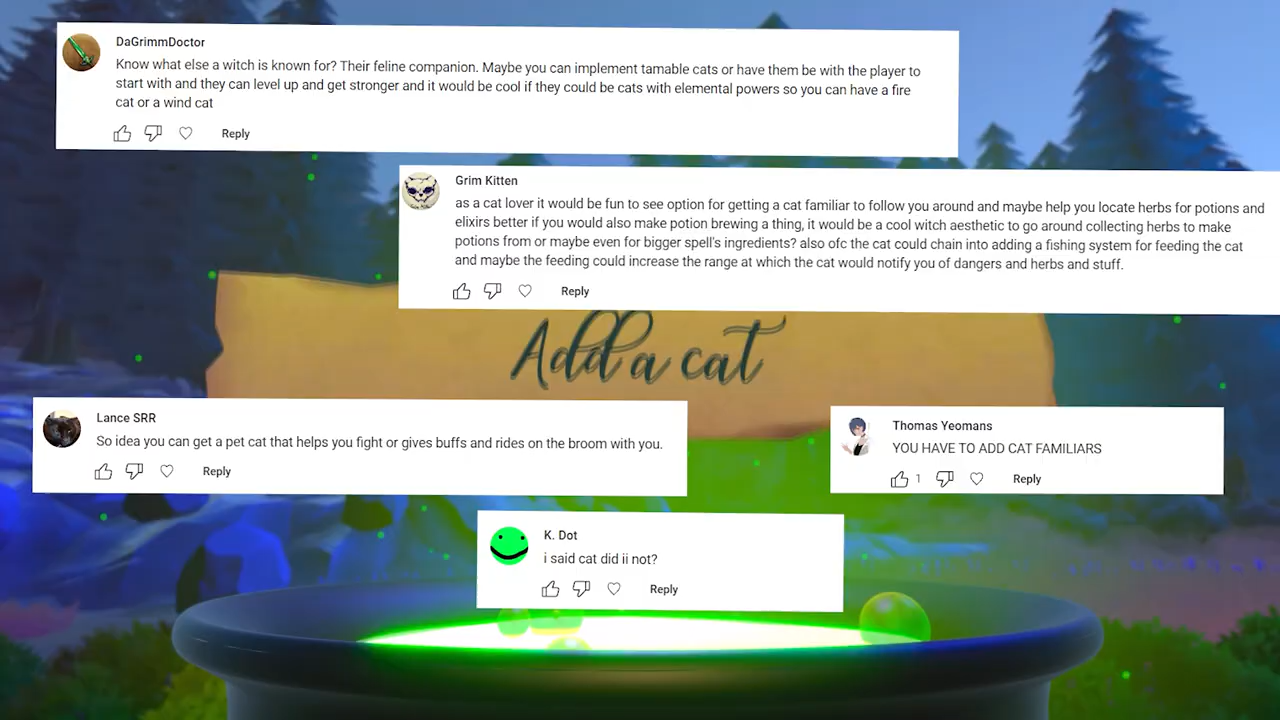 DaGrimmDoctor
Know what else a witch is known for? Their feline companion. Maybe you can implement tamable cats or have them be with the player to
start with and they can level up and get stronger and it would be cool if they could be cats with elemental powers so you can have a fire
cat or a wind cat
Reply
Grim Kitten
as a cat lover it would be fun to see option for getting a cat familiar to follow you around and maybe help you locate herbs for potions and
elixirs better if you would also make potion brewing a thing, it would be a cool witch aesthetic to go around collecting herbs to make
potions from or maybe even for bigger spell's ingredients? also ofc the cat could chain into adding a fishing system for feeding the cat
and maybe the feeding could increase the range at which the cat would notify you of dangers and herbs and stuff.
Reply
Add a cat
Lance SRR
So idea you can get a pet cat that helps you fight or gives buffs and rides on the broom with you.
Reply
Thomas Yeomans
YOU HAVE TO ADD CAT FAMILIARS
1 Reply
K. Dot
i said cat did ii not?
Reply